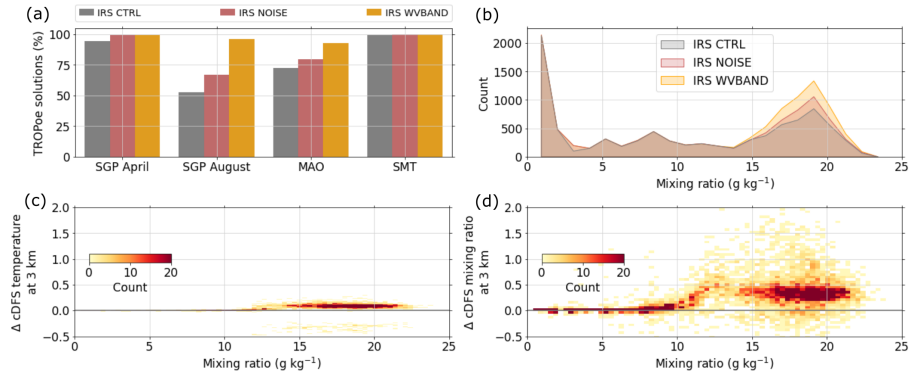 (a)
IRS CTRL IRS NOISE IRS WVBAND
TROPoe solutions (%)
100
75
50
25
0
SGP April SGP August MAO SMT
(b)
IRS CTRL
IRS NOISE
IRS WVBAND
Count
2000
1500
1000
500
0
0 5 10 15 20 25
Mixing ratio (g kg⁻¹)
(c)
Δ cDFS temperature
at 3 km
2.0
1.5
1.0
0.5
0.0
−0.5
0 10 20
Count
0 5 10 15 20 25
Mixing ratio (g kg⁻¹)
(d)
Δ cDFS mixing ratio
at 3 km
2.0
1.5
1.0
0.5
0.0
−0.5
0 10 20
Count
0 5 10 15 20 25
Mixing ratio (g kg⁻¹)